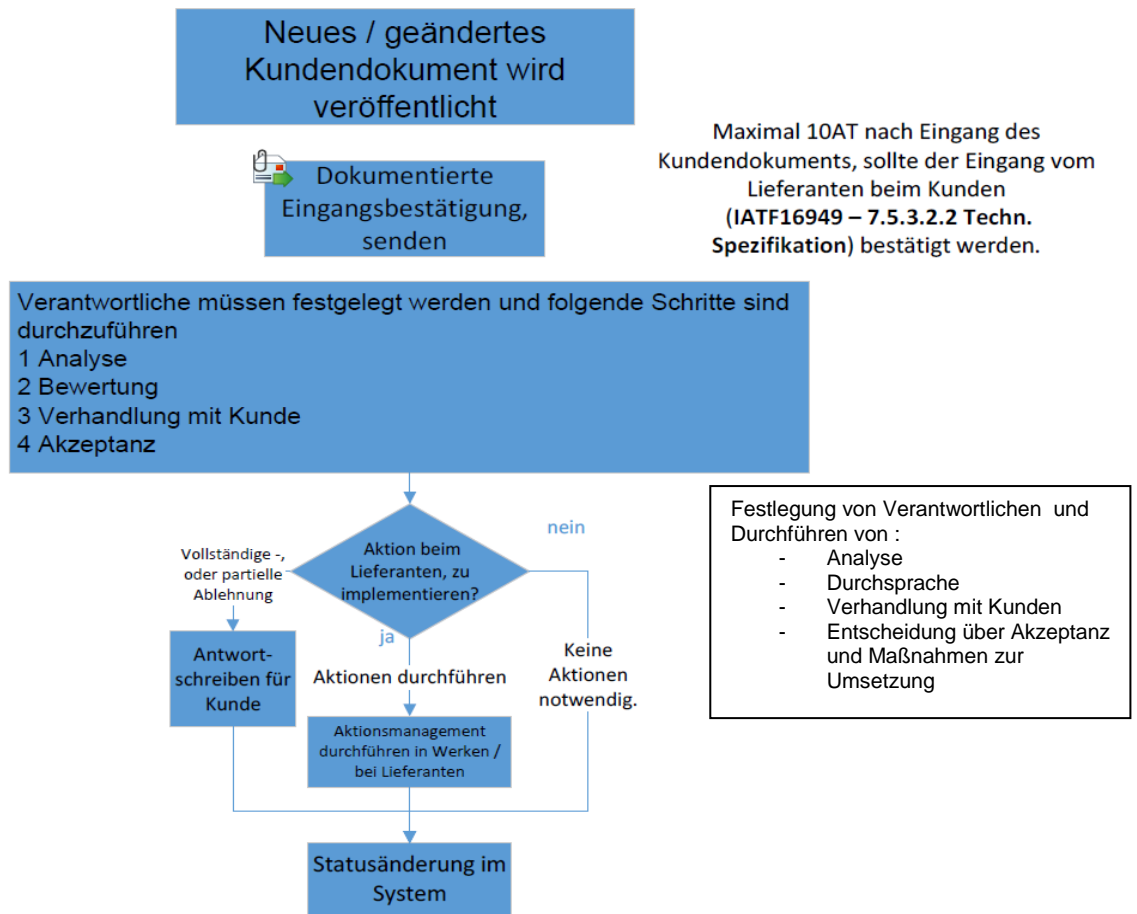 Neues / geändertes
Kundendokument wird
veröffentlicht
Maximal 10AT nach Eingang des
Kundendokuments, sollte der Eingang vom
Lieferanten beim Kunden
(IATF16949 – 7.5.3.2.2 Techn.
Spezifikation) bestätigt werden.
Dokumentierte
Eingangsbestätigung,
senden
Verantwortliche müssen festgelegt werden und folgende Schritte sind
durchzuführen
1 Analyse
2 Bewertung
3 Verhandlung mit Kunde
4 Akzeptanz
Festlegung von Verantwortlichen und
Durchführen von :
- Analyse
- Durchsprache
- Verhandlung mit Kunden
- Entscheidung über Akzeptanz
und Maßnahmen zur
Umsetzung
Aktion beim
Lieferanten, zu
implementieren?
nein
Vollständige -,
oder partielle
Ablehnung
ja
Antwort-
schreiben für
Kunde
Aktionen durchführen
Keine
Aktionen
notwendig.
Aktionsmanagement
durchführen in Werken /
bei Lieferanten
Statusänderung im
System